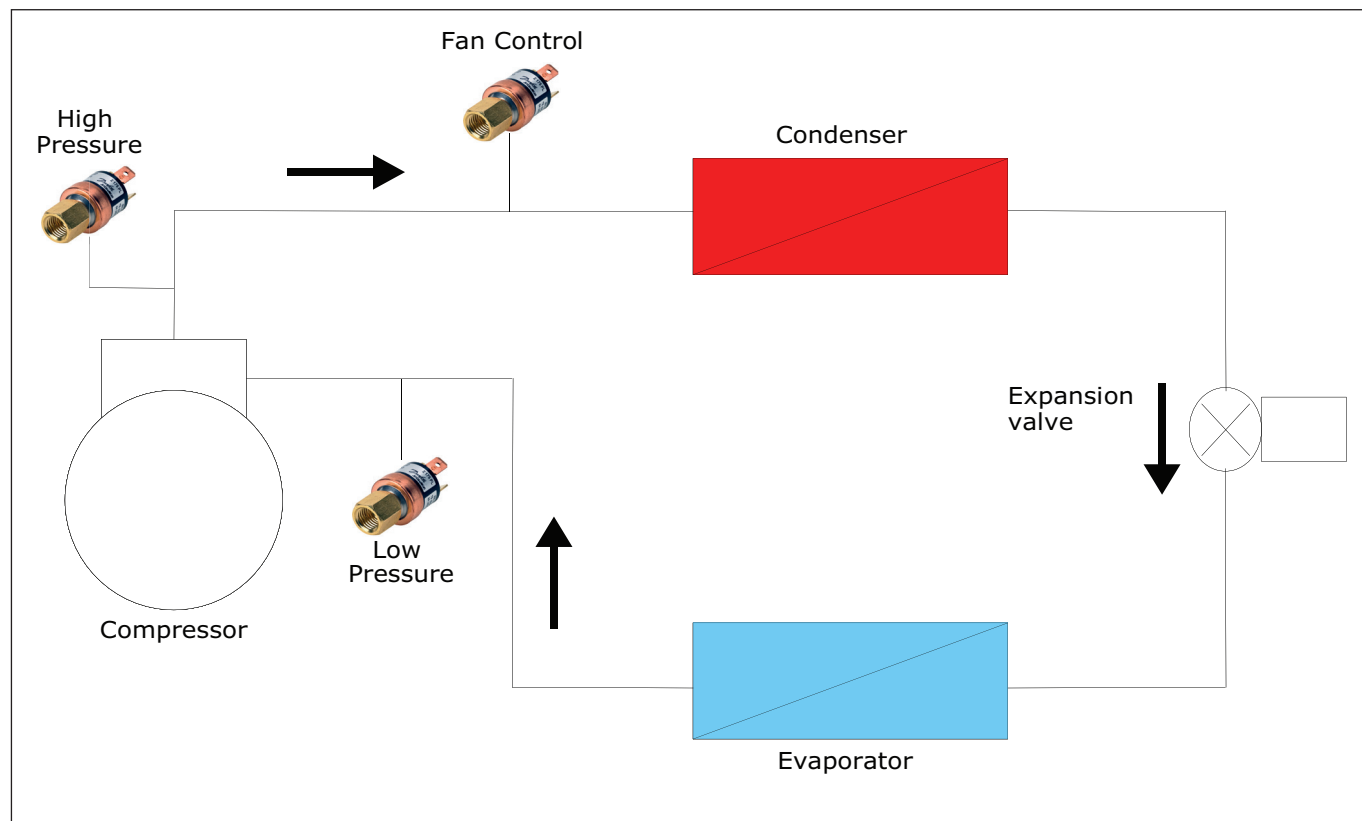 Fan Control
High
Pressure
Condenser
Expansion
valve
Low
Pressure
Compressor
Evaporator